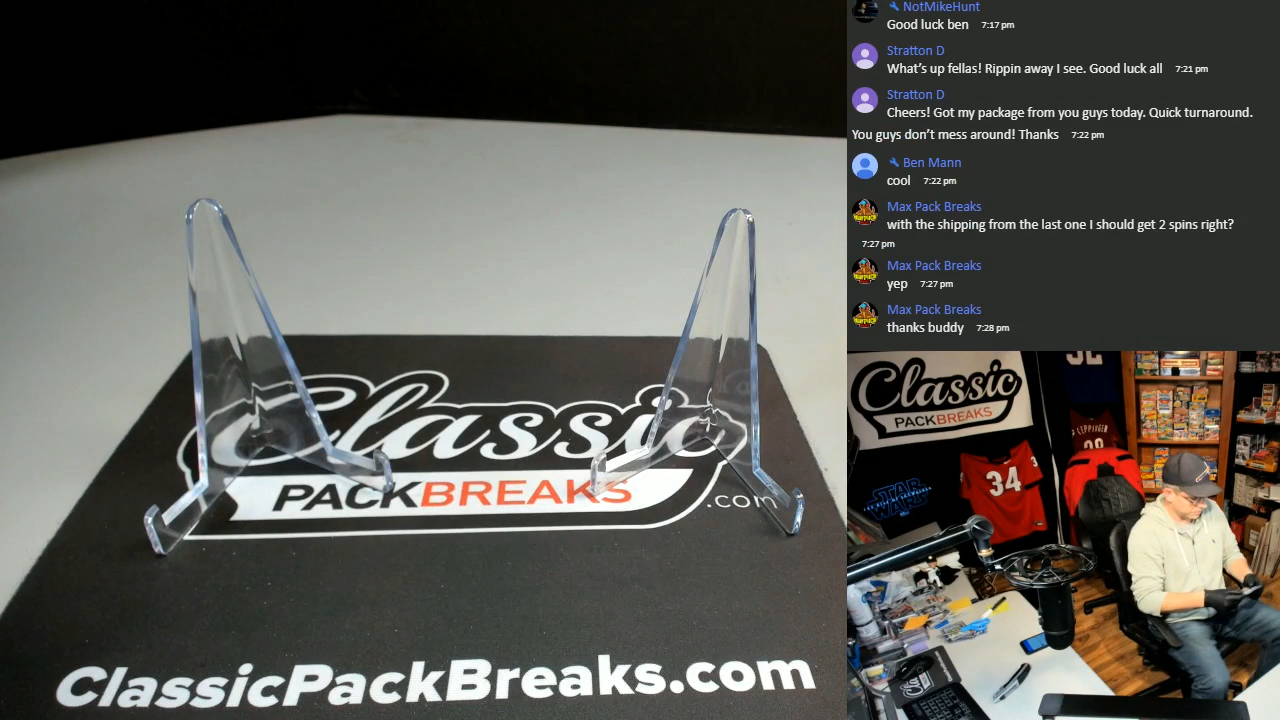 NotMikeHunt
Good luck ben 7:17 pm
Stratton D
What's up fellas! Rippin away I see. Good luck all 7:21 pm
Stratton D
Cheers! Got my package from you guys today. Quick turnaround.
You guys don't mess around! Thanks 7:22 pm
Ben Mann
cool 7:22 pm
Max Pack Breaks
with the shipping from the last one I should get 2 spins right?
7:27 pm
Max Pack Breaks
yep 7:27 pm
Max Pack Breaks
thanks buddy 7:28 pm
Classic
PACKBREAKS
.com
ClassicPackBreaks.com
Classic
PACKBREAKS
34
STAR
WARS